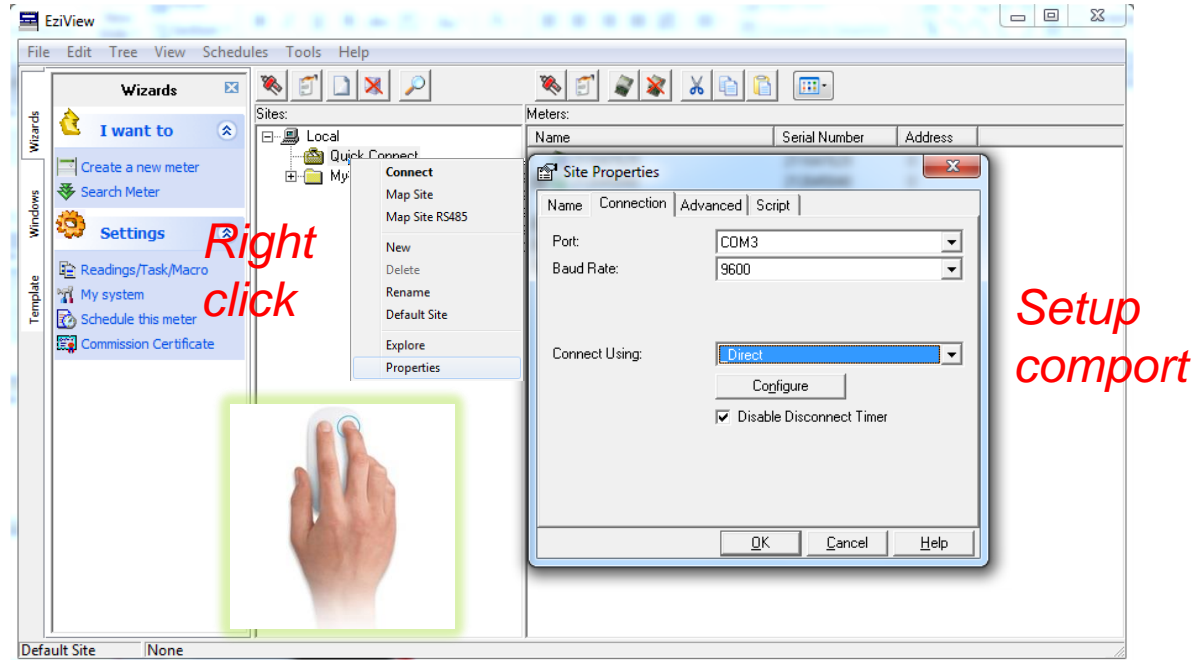 EziView
File Edit Tree View Schedules Tools Help
Wizards
Windows
Template
Wizards
I want to
Create a new meter
Search Meter
Settings
Readings/Task/Macro
My system
Schedule this meter
Commission Certificate
Right
click
Sites:
Local
Quick Connect
My
Connect
Map Site
Map Site RS485
New
Delete
Rename
Default Site
Explore
Properties
Meters:
Name Serial Number Address
Site Properties
Name Connection Advanced Script
Port: COM3
Baud Rate: 9600
Connect Using: _Direct
Configure
Disable Disconnect Timer
OK Cancel Help
Setup
comport
Default Site None